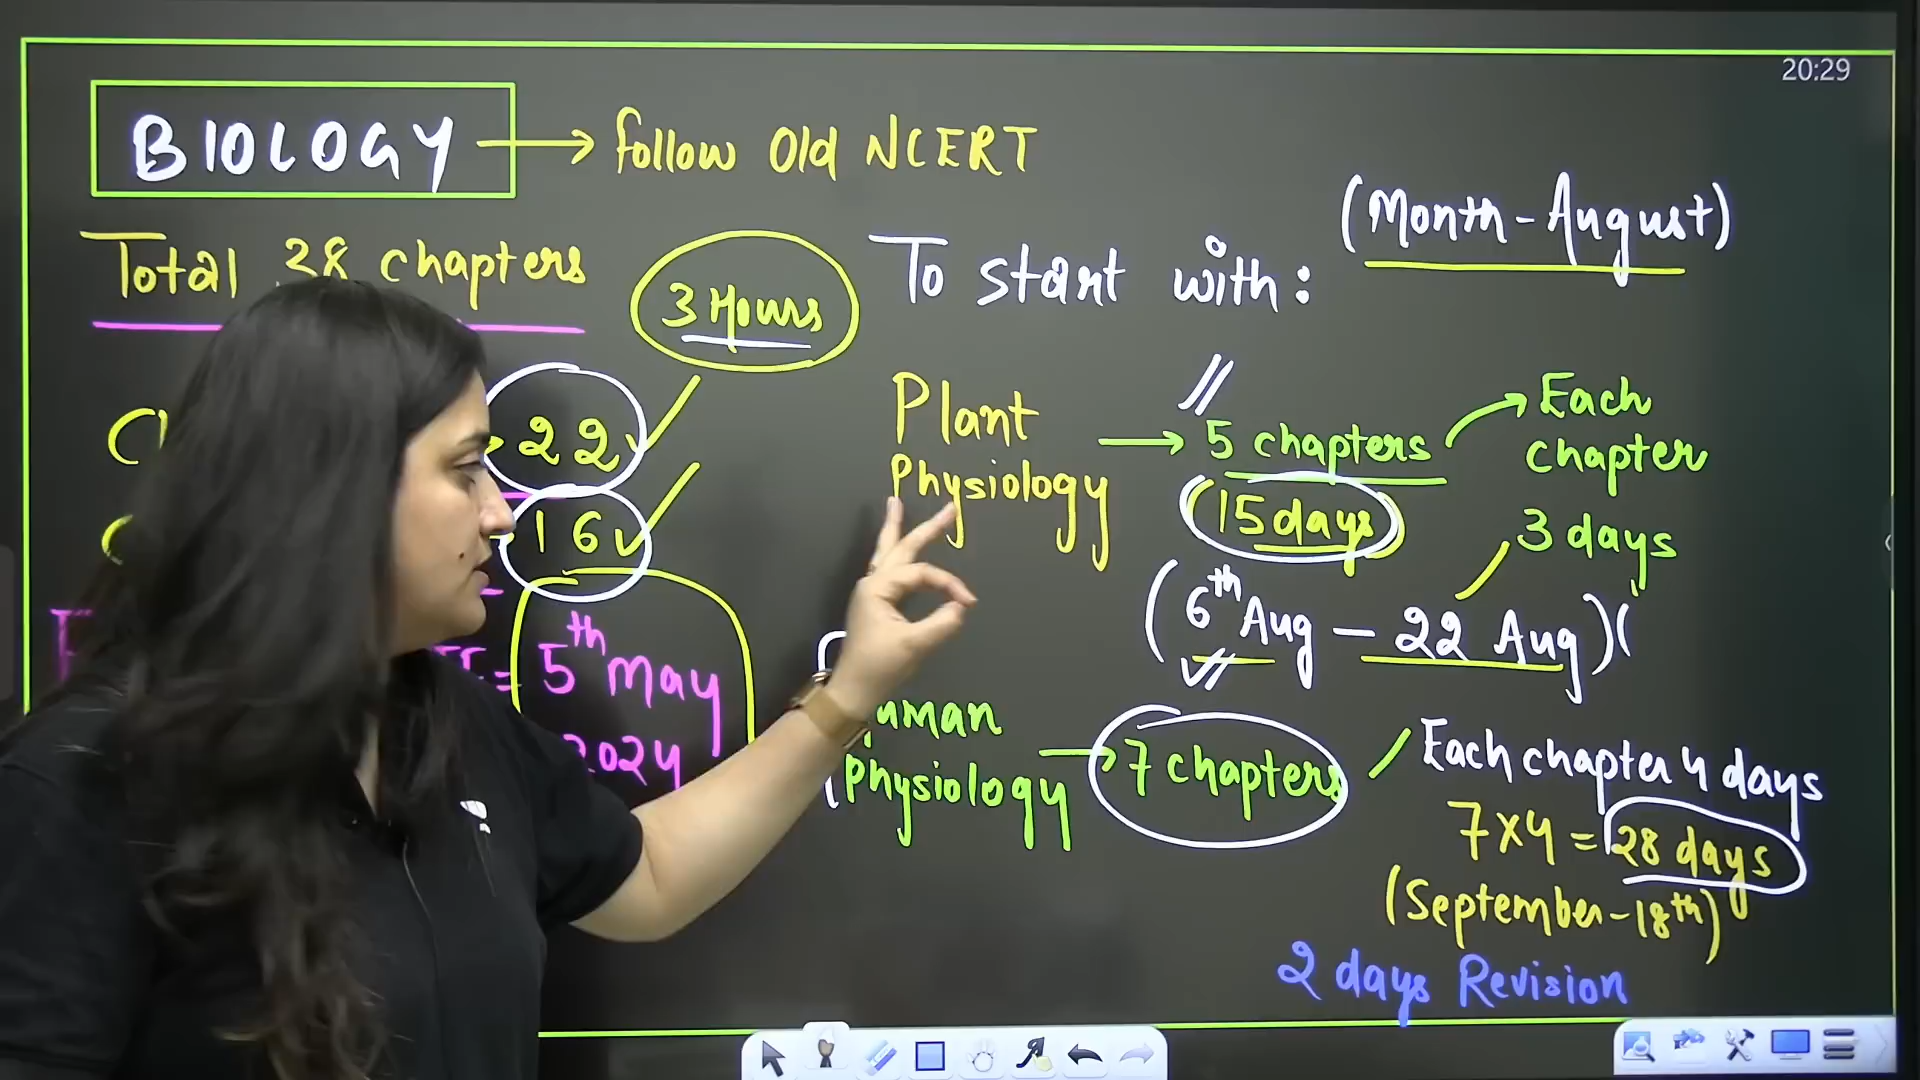 20:29
BIOLOGY → follow Old NCERT
(Month - August)
Total 38 chapters
3 Hours
To start with:
22
16
5th may
2024
Plant
Physiology
→ 5 chapters
15 days
Each
chapter
3 days
(6th Aug - 22 Aug) (
uman
Physiology
→ 7 chapters
Each chapter 4 days
7 x 4 = 28 days
(September - 18th)
2 days Revision